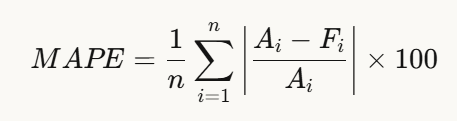 MAPE = \frac{1}{n} \sum_{i=1}^{n} \left| \frac{A_i - F_i}{A_i} \right| \times 100